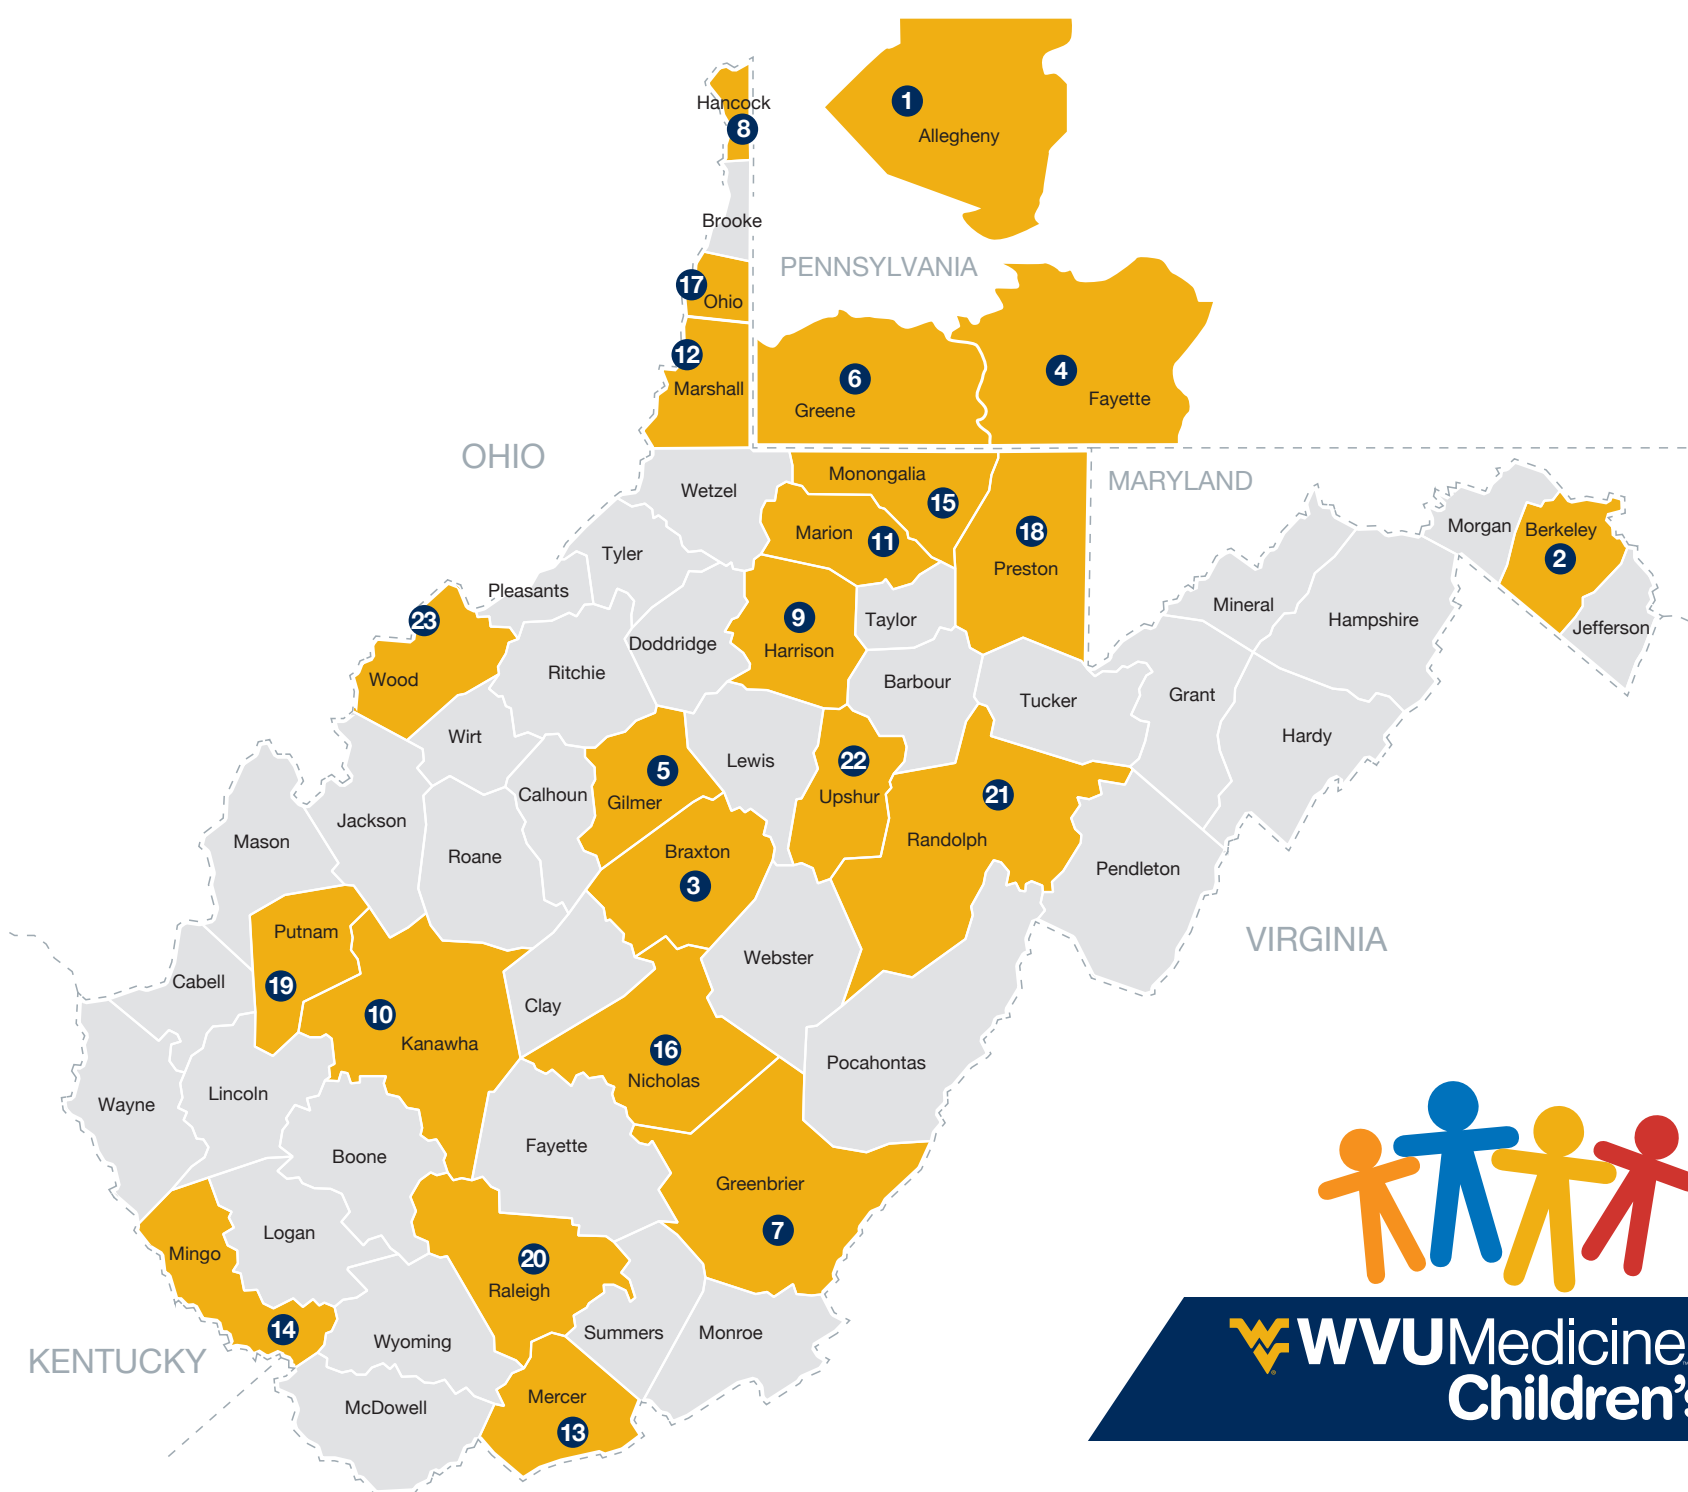 1
Allegheny
Hancock
8
Brooke
PENNSYLVANIA
17
Ohio
12
Marshall
6
Greene
4
Fayette
OHIO
MARYLAND
Wetzel
Monongalia
15
Marion
11
18
Preston
Morgan
Berkeley
2
Jefferson
Tyler
Pleasants
23
Wood
Doddridge
9
Harrison
Taylor
Mineral
Hampshire
Ritchie
Barbour
Tucker
Grant
Hardy
Wirt
5
Gilmer
Lewis
22
Upshur
21
Randolph
Calhoun
Mason
Jackson
Roane
Braxton
3
Pendleton
Putnam
19
VIRGINIA
Cabell
10
Kanawha
Clay
Webster
16
Nicholas
Pocahontas
Wayne
Lincoln
Boone
Fayette
Greenbrier
7
Logan
Mingo
14
20
Raleigh
Summers
Monroe
KENTUCKY
Wyoming
McDowell
Mercer
13
WVUMedicine
Children's